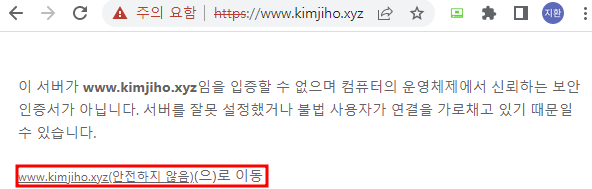 주의 요함 https://www.kimjiho.xyz 지환
이 서버가 www.kimjiho.xyz임을 입증할 수 없으며 컴퓨터의 운영체제에서 신뢰하는 보안
인증서가 아닙니다. 서버를 잘못 설정했거나 불법 사용자가 연결을 가로채고 있기 때문일
수 있습니다.
www.kimjiho.xyz(안전하지 않음)(으)로 이동